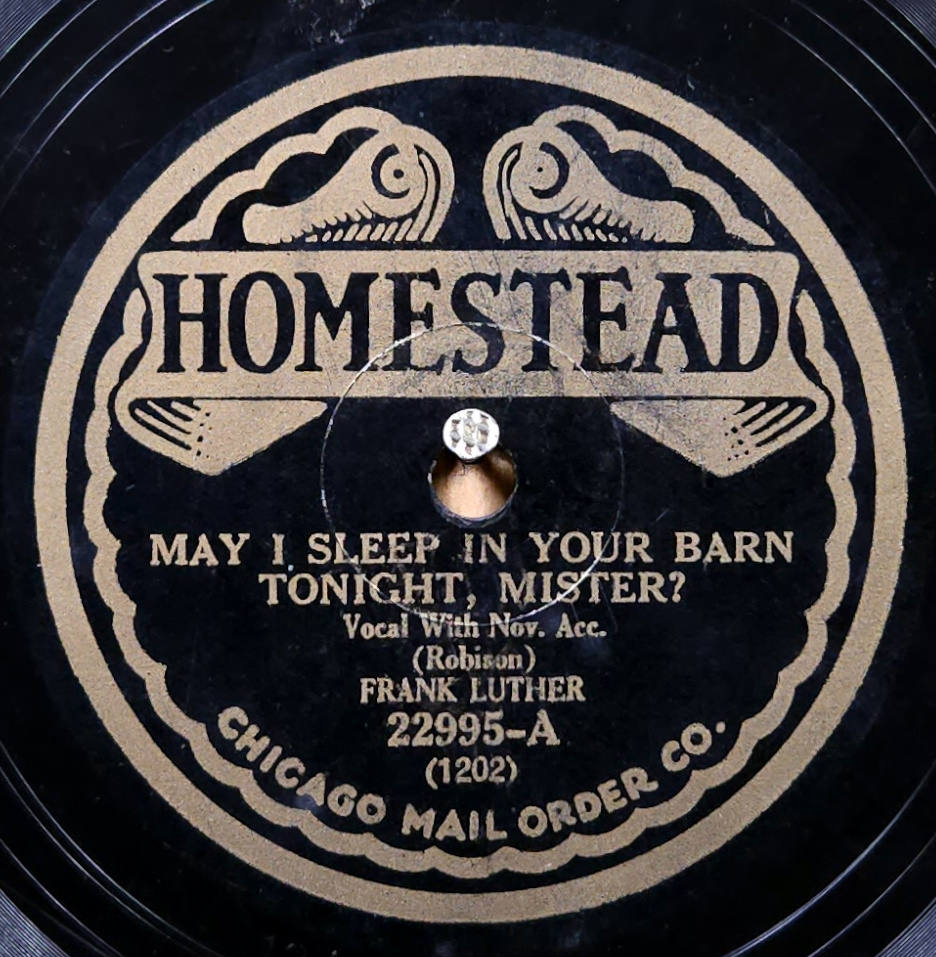 HOMESTEAD
MAY I SLEEP IN YOUR BARN
TONIGHT, MISTER?
Vocal With Nov. Acc.
(Robison)
FRANK LUTHER
22995-A
(1202)
CHICAGO MAIL ORDER CO.